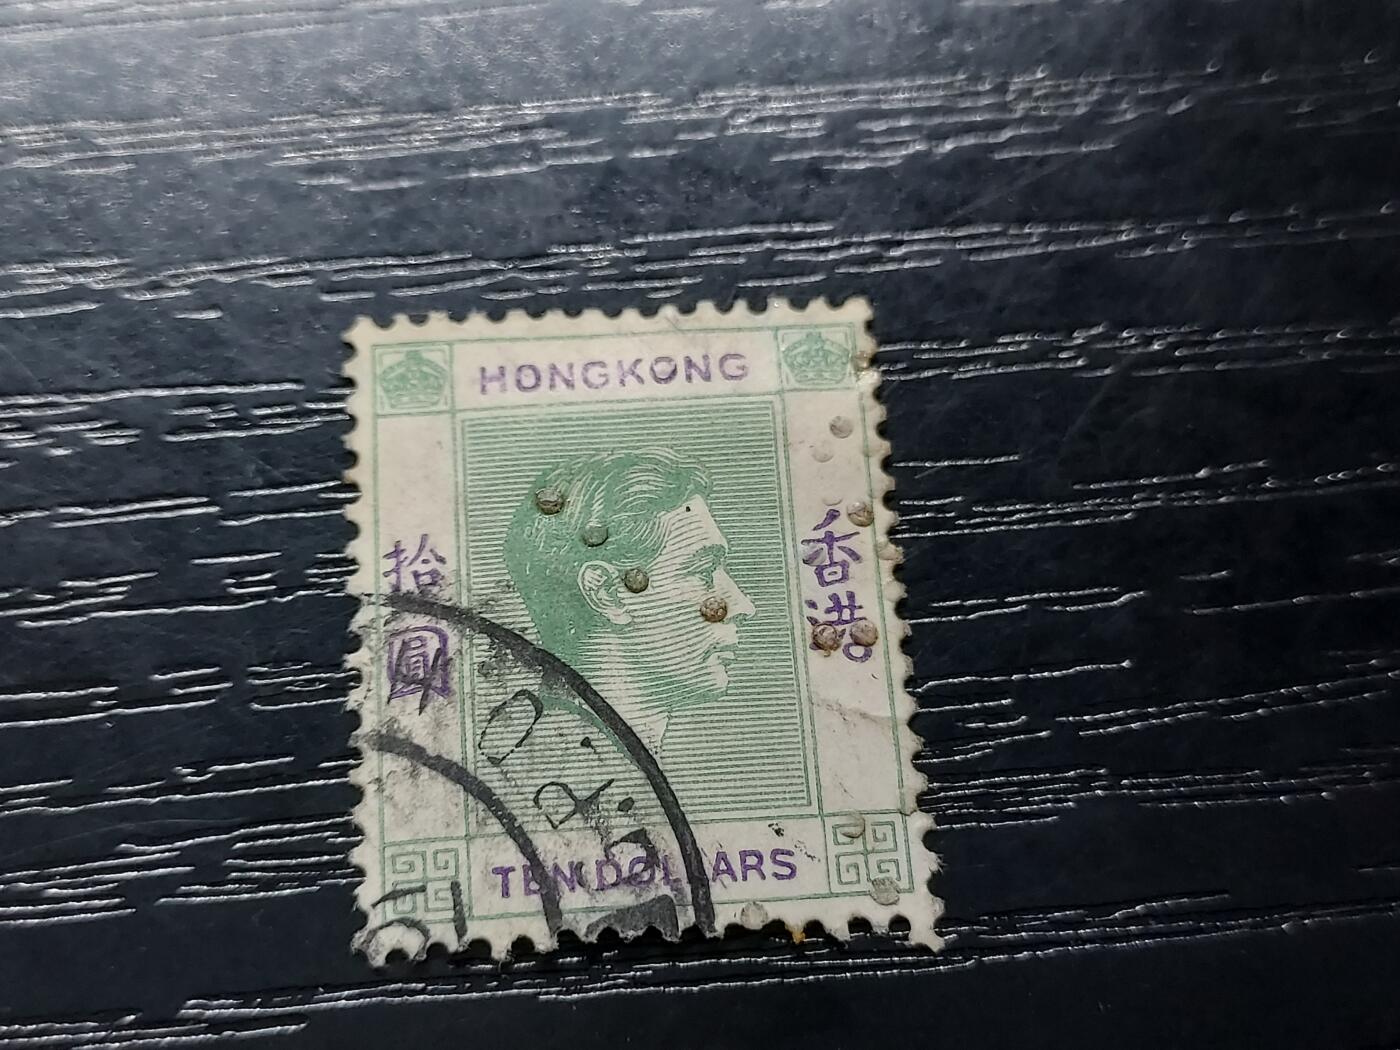 HONGKONG
拾圓
香港
TEN DOLLARS